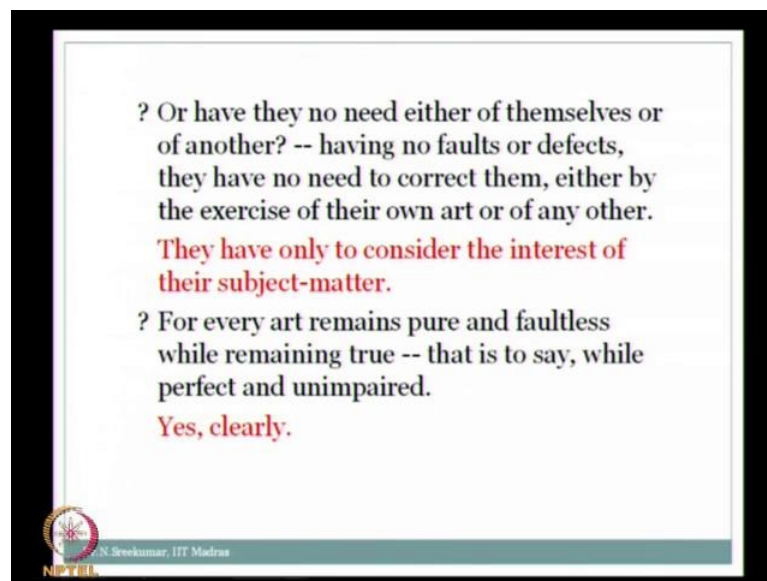 ? Or have they no need either of themselves or
of another? -- having no faults or defects,
they have no need to correct them, either by
the exercise of their own art or of any other.
They have only to consider the interest of
their subject-matter.
? For every art remains pure and faultless
while remaining true -- that is to say, while
perfect and unimpaired.
Yes, clearly.
N.Sreekumar, IIT Madras
NPTEL